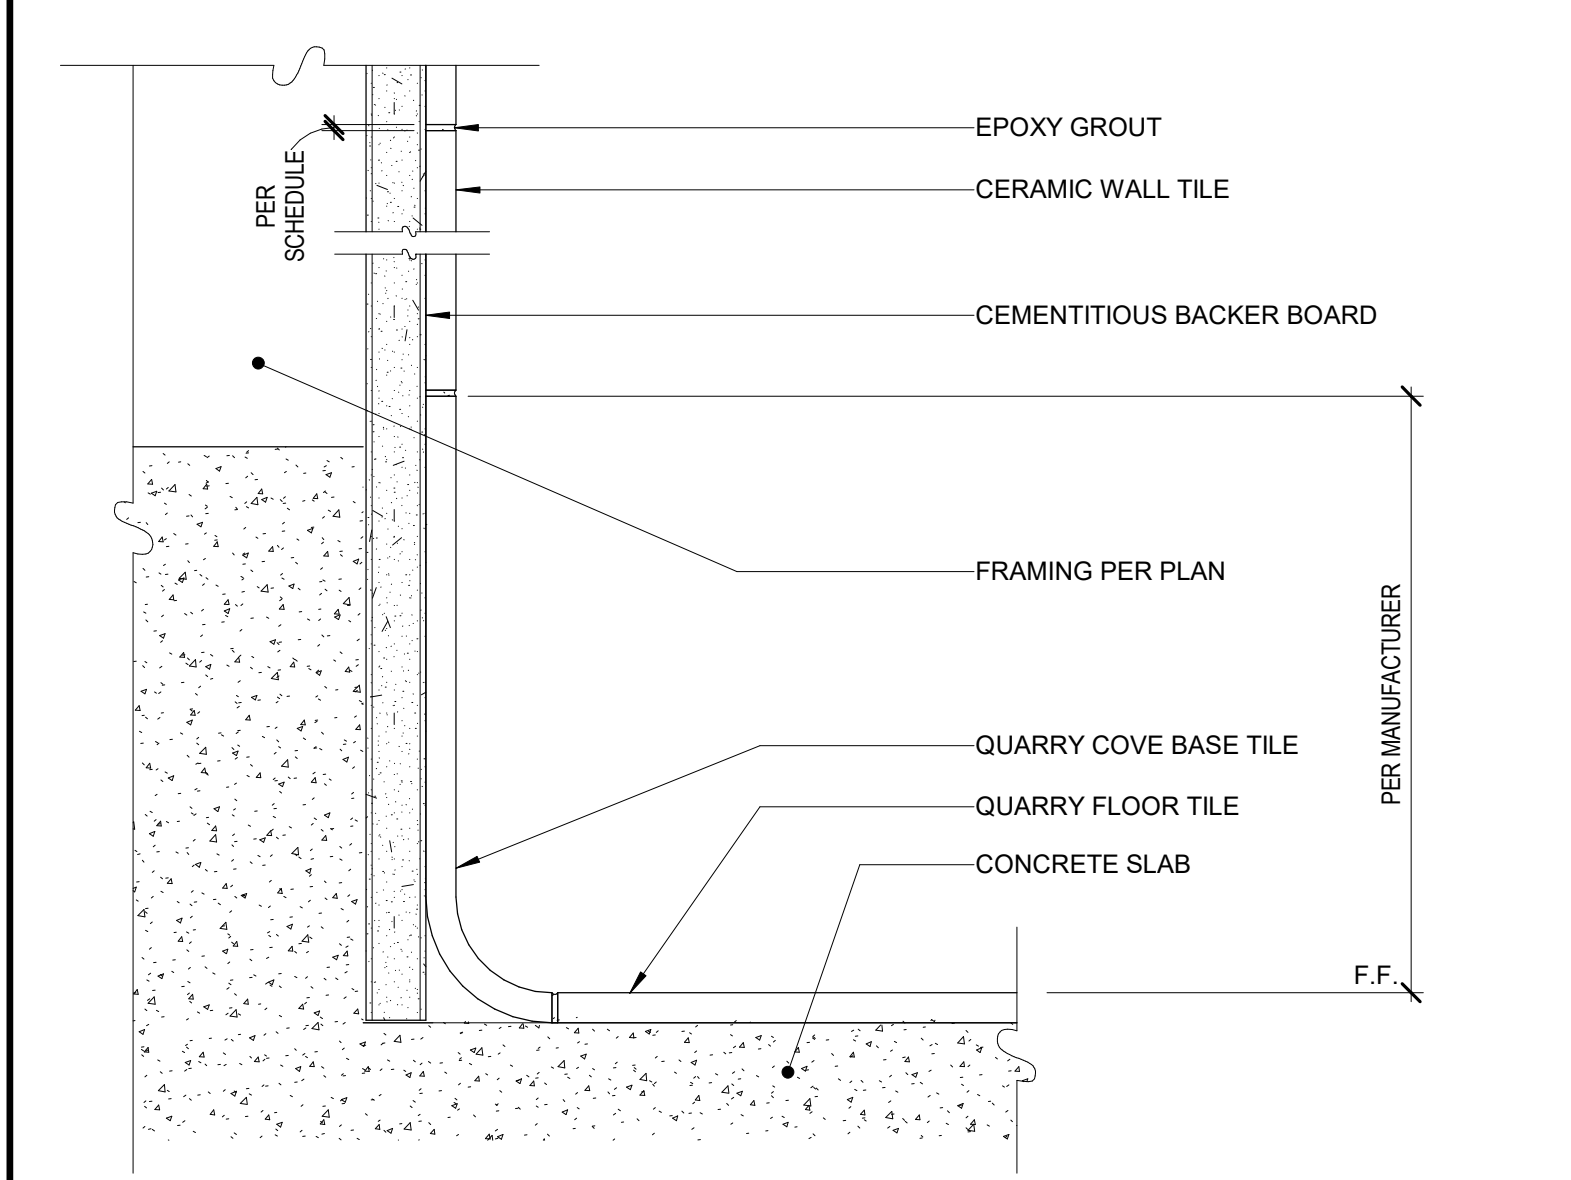 EPOXY GROUT
CERAMIC WALL TILE
PER
SCHEDULE
CEMENTITIOUS BACKER BOARD
FRAMING PER PLAN
PER MANUFACTURER
QUARRY COVE BASE TILE
QUARRY FLOOR TILE
CONCRETE SLAB
F.F.